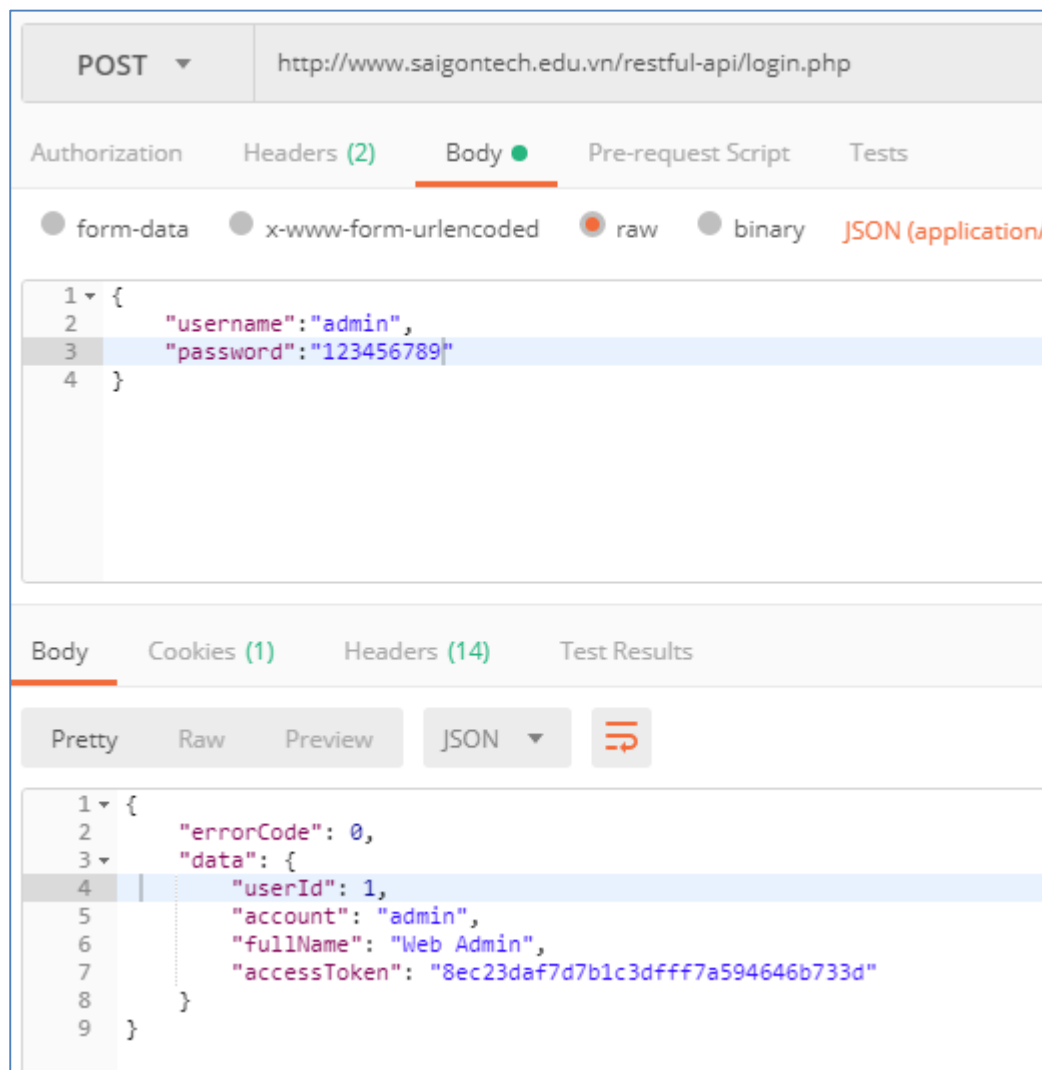 POST http://www.saigontech.edu.vn/restful-api/login.php
Authorization Headers (2) Body Pre-request Script Tests
form-data x-www-form-urlencoded raw binary JSON (application/
1 {
2 "username":"admin",
3 "password":"123456789"
4 }
Body Cookies (1) Headers (14) Test Results
Pretty Raw Preview JSON
1 {
2 "errorCode": 0,
3 "data": {
4 "userId": 1,
5 "account": "admin",
6 "fullName": "Web Admin",
7 "accessToken": "8ec23daf7d7b1c3dfff7a594646b733d"
8 }
9 }